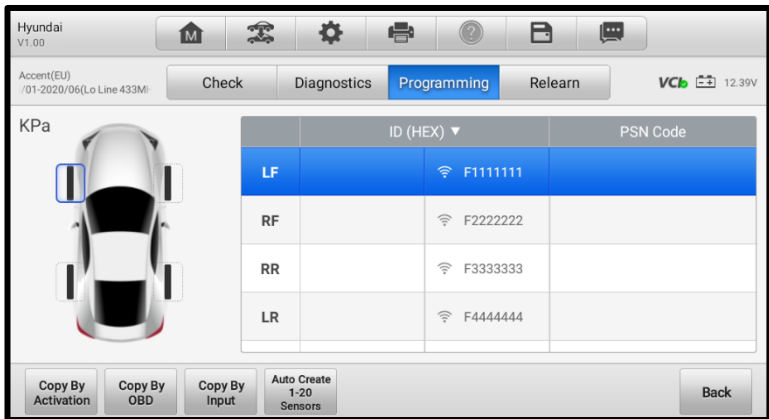 Hyundai
V1.00
M
?
Accent(EU)
/01-2020/06(Lo Line 433M
Check
Diagnostics
Programming
Relearn
VCI
12.39V
KPa
ID (HEX) ▼
PSN Code
LF
F1111111
RF
F2222222
RR
F3333333
LR
F4444444
Copy By
Activation
Copy By
OBD
Copy By
Input
Auto Create
1-20
Sensors
Back